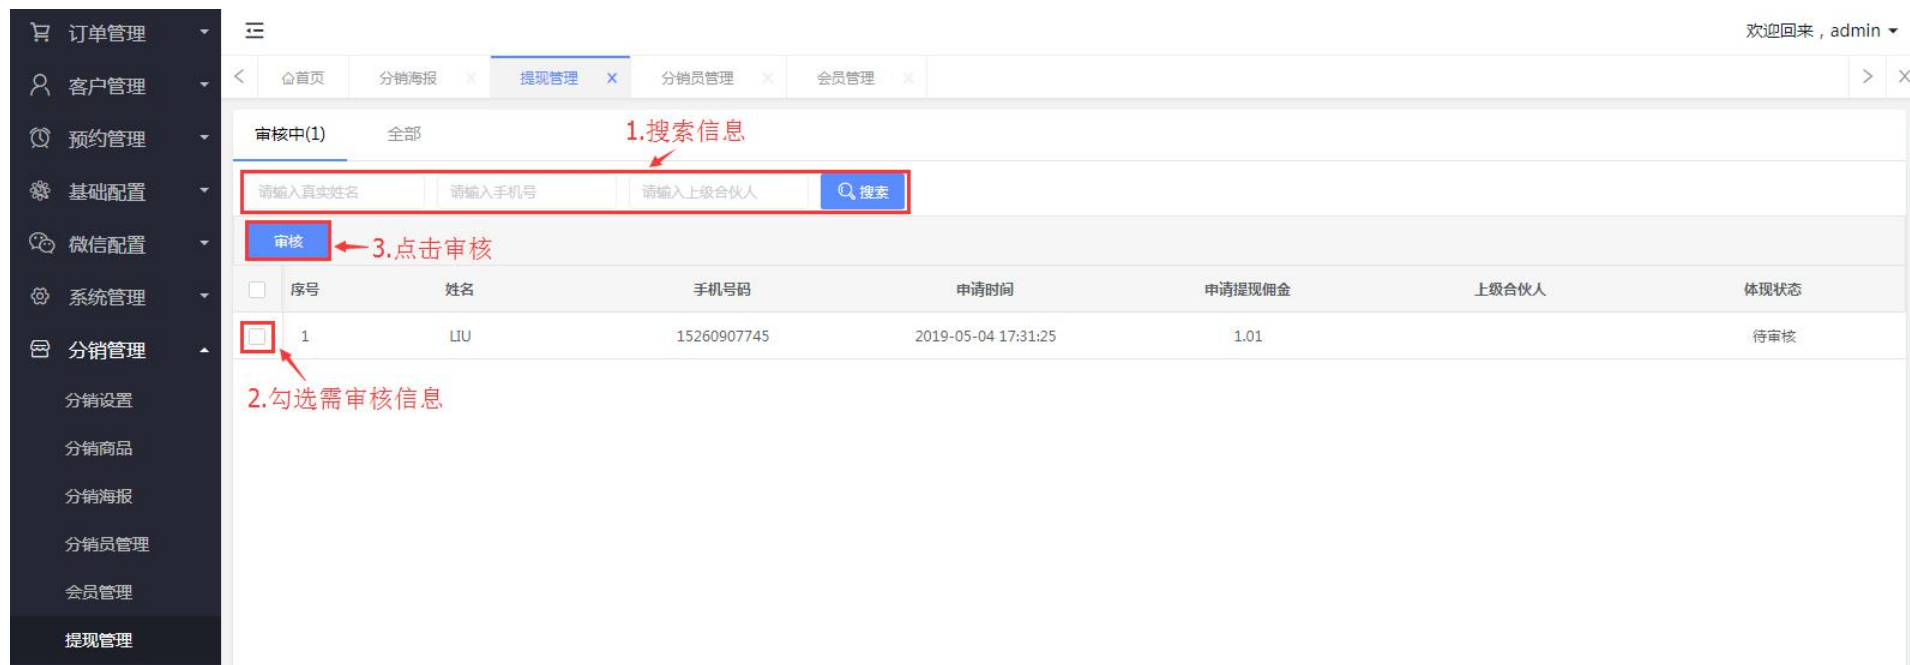 订单管理
欢迎回来，admin
客户管理
首页 分销海报 提现管理 分销员管理 会员管理
预约管理
审核中(1) 全部
1.搜索信息
基础配置
请输入真实姓名 请输入手机号 请输入上级合伙人 搜索
微信配置
审核
3.点击审核
系统管理
序号 姓名 手机号码 申请时间 申请提现佣金 上级合伙人 体现状态
分销管理
1 LIU 15260907745 2019-05-04 17:31:25 1.01 待审核
2.勾选需审核信息
分销设置
分销商品
分销海报
分销员管理
会员管理
提现管理